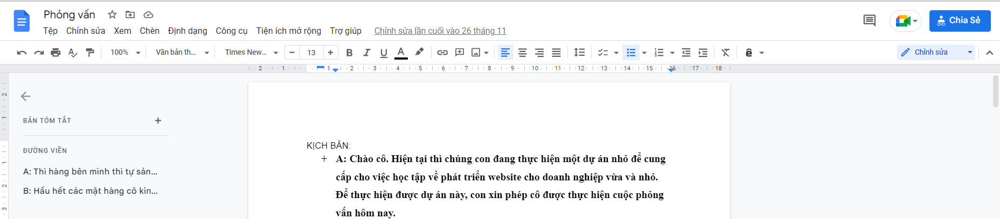 Phỏng vấn
Tệp Chỉnh sửa Xem Chèn Định dạng Công cụ Tiện ích mở rộng Trợ giúp Chỉnh sửa lần cuối vào 26 tháng 11
Chia Sẻ
100% Văn bản th... Times New... − 13 + B I U A ê Chỉnh sửa
2 1 1 2 3 4 5 6 7 8 9 10 11 12 13 14 15 16 17 18
2
1
1
2
3
BẢN TÓM TẮT +
ĐƯỜNG VIỀN
A: Thì hàng bên mình thì tự sản...
B: Hầu hết các mặt hàng cô kin...
KỊCH BẢN:
+ A: Chào cô. Hiện tại thì chúng con đang thực hiện một dự án nhỏ để cung
cấp cho việc học tập về phát triển website cho doanh nghiệp vừa và nhỏ.
Để thực hiện được dự án này, con xin phép cô được thực hiện cuộc phỏng
vấn hôm nay.